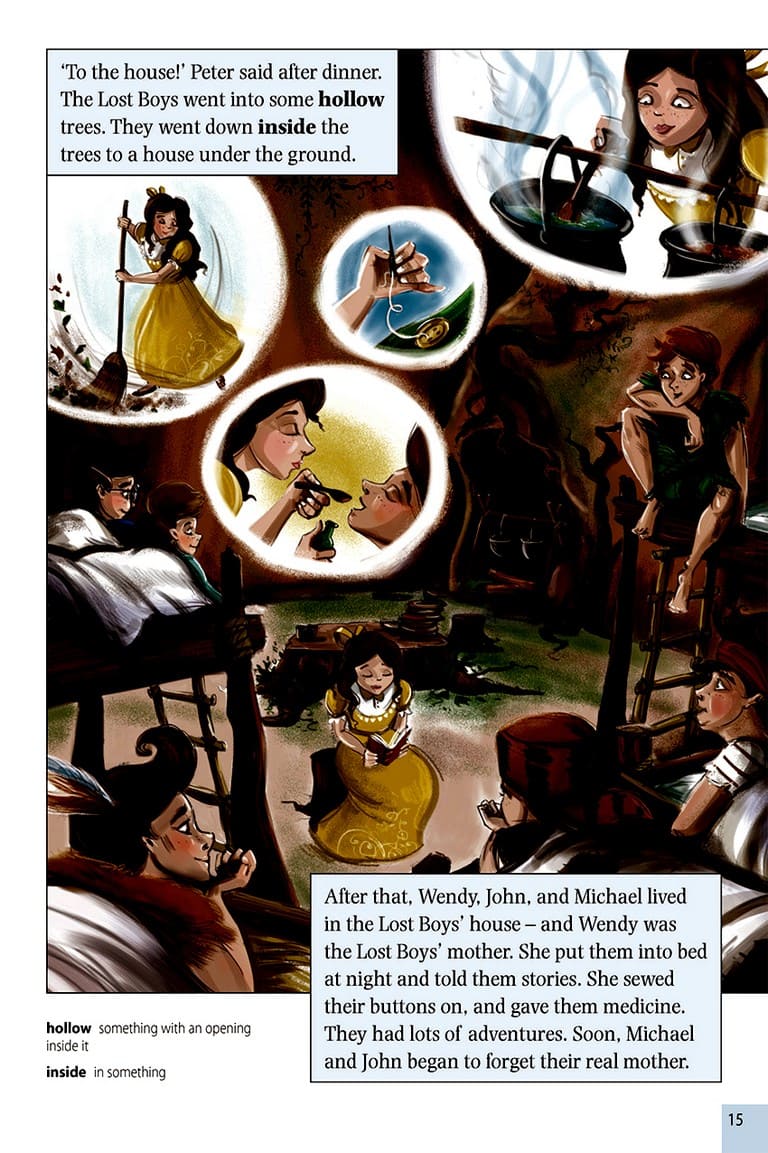 ‘To the house!’ Peter said after dinner.
The Lost Boys went into some hollow
trees. They went down inside the
trees to a house under the ground.
After that, Wendy, John, and Michael lived
in the Lost Boys’ house – and Wendy was
the Lost Boys’ mother. She put them into bed
at night and told them stories. She sewed
their buttons on, and gave them medicine.
They had lots of adventures. Soon, Michael
and John began to forget their real mother.
hollow something with an opening
inside it
inside in something
15